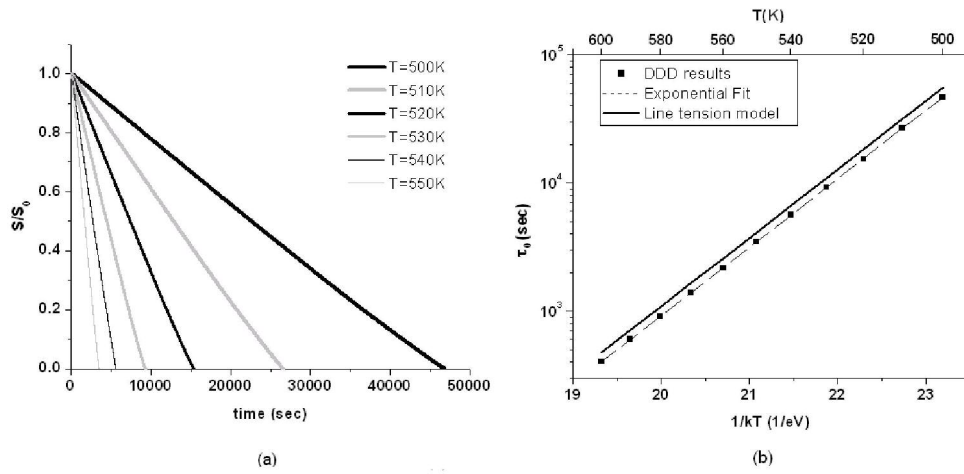 T=500K
T=510K
T=520K
T=530K
T=540K
T=550K
1.0
0.8
0.6
0.4
0.2
0.0
S/S0
0 10000 20000 30000 40000 50000
time (sec)
(a)
T(K)
600 580 560 540 520 500
DDD results
Exponential Fit
Line tension model
10^5
10^4
10^3
τ0 (sec)
19 20 21 22 23
1/kT (1/eV)
(b)